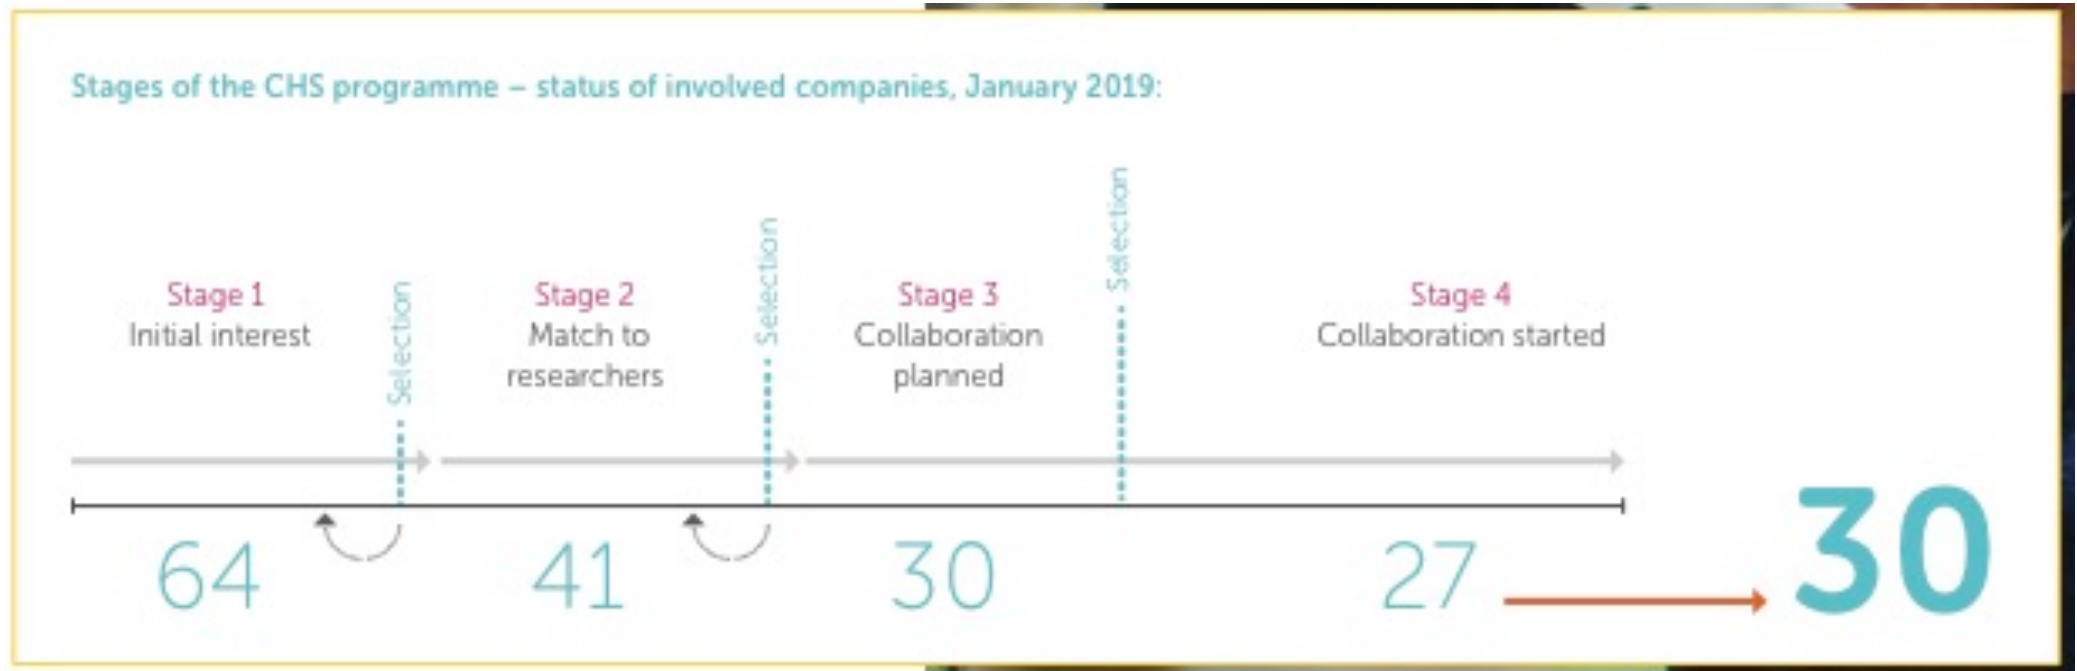 Stages of the CHS programme – status of involved companies, January 2019:
Stage 1
Initial interest
Selection
Stage 2
Match to
researchers
Selection
Stage 3
Collaboration
planned
Selection
Stage 4
Collaboration started
64
41
30
27
30